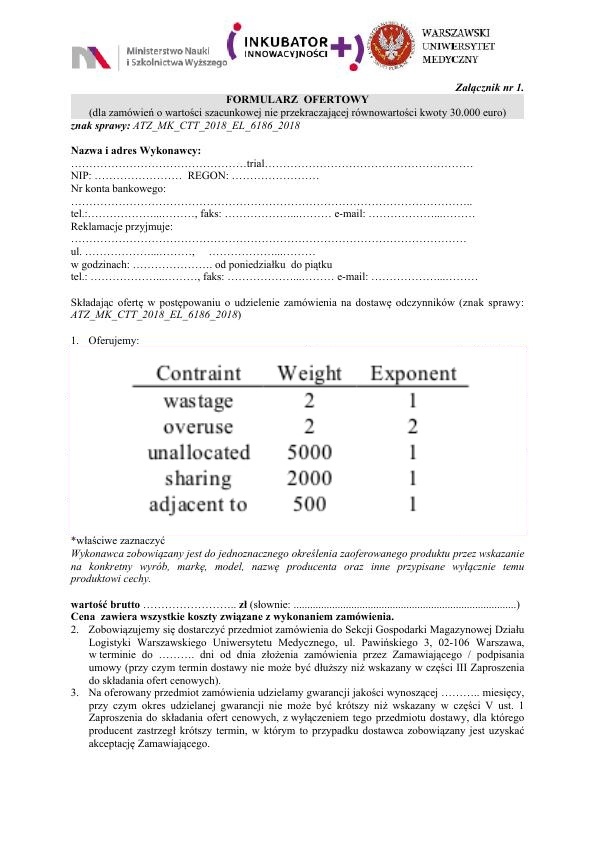 Ministerstwo Nauki
i Szkolnictwa Wyższego
INKUBATOR
INNOWACYJNOŚCI
+
WARSZAWSKI
UNIWERSYTET
MEDYCZNY
Załącznik nr 1.
FORMULARZ OFERTOWY
(dla zamówień o wartości szacunkowej nie przekraczającej równowartości kwoty 30.000 euro)
znak sprawy: ATZ_MK_CTT_2018_EL_6186_2018
Nazwa i adres Wykonawcy:
…………………………………………trial…………………………………………………
NIP: …………………… REGON: ……………………
Nr konta bankowego:
………………………………………………………………………………………………..
tel.:………………...………, faks: ………………...……… e-mail: ………………...………
Reklamacje przyjmuje:
………………………………………………………………………………………………
ul. ………………...………, ………………...………
w godzinach: …………………. od poniedziałku do piątku
tel.: ………………...………, faks: ………………...……… e-mail: ………………...………
Składając ofertę w postępowaniu o udzielenie zamówienia na dostawę odczynników (znak sprawy:
ATZ_MK_CTT_2018_EL_6186_2018)
1. Oferujemy:
Contraint Weight Exponent
wastage 2 1
overuse 2 2
unallocated 5000 1
sharing 2000 1
adjacent to 500 1
*właściwe zaznaczyć
Wykonawca zobowiązany jest do jednoznacznego określenia zaoferowanego produktu przez wskazanie
na konkretny wyrób, markę, model, nazwę producenta oraz inne przypisane wyłącznie temu
produktowi cechy.
wartość brutto …………………….. zł (słownie: ..................................................................................)
Cena zawiera wszystkie koszty związane z wykonaniem zamówienia.
2. Zobowiązujemy się dostarczyć przedmiot zamówienia do Sekcji Gospodarki Magazynowej Działu
Logistyki Warszawskiego Uniwersytetu Medycznego, ul. Pawińskiego 3, 02-106 Warszawa,
w terminie do ………. dni od dnia złożenia zamówienia przez Zamawiającego / podpisania
umowy (przy czym termin dostawy nie może być dłuższy niż wskazany w części III Zaproszenia
do składania ofert cenowych).
3. Na oferowany przedmiot zamówienia udzielamy gwarancji jakości wynoszącej ……….. miesięcy,
przy czym okres udzielanej gwarancji nie może być krótszy niż wskazany w części V ust. 1
Zaproszenia do składania ofert cenowych, z wyłączeniem tego przedmiotu dostawy, dla którego
producent zastrzegł krótszy termin, w którym to przypadku dostawca zobowiązany jest uzyskać
akceptację Zamawiającego.